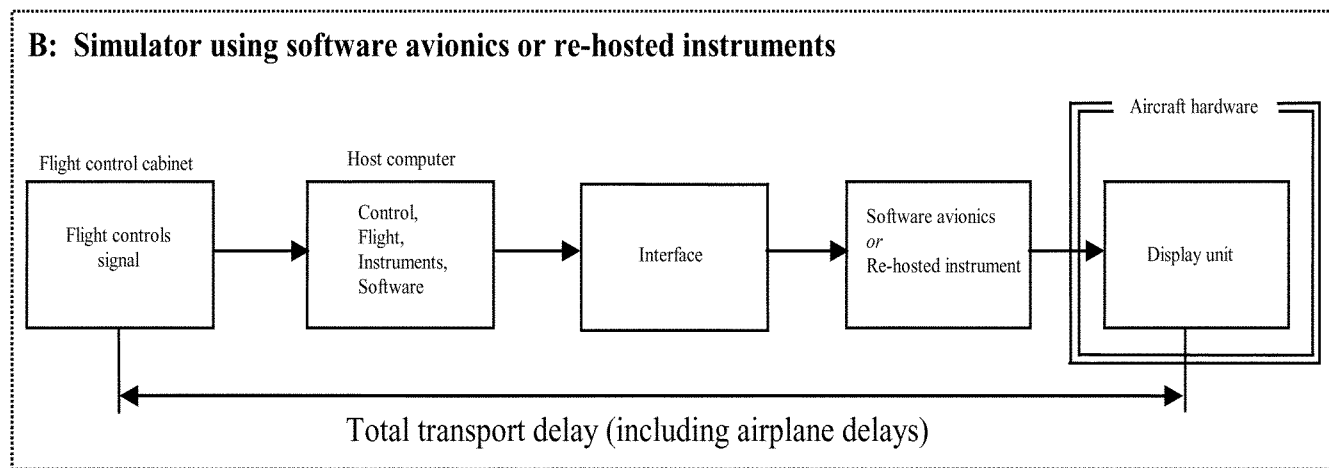 B: Simulator using software avionics or re-hosted instruments
Aircraft hardware
Flight control cabinet
Host computer
Flight controls
signal
Control,
Flight,
Instruments,
Software
Interface
Software avionics
or
Re-hosted instrument
Display unit
Total transport delay (including airplane delays)